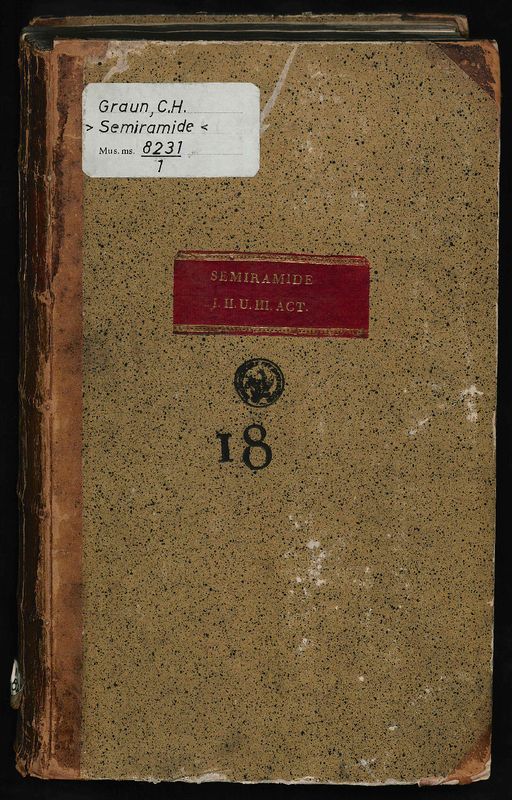 Graun, C.H.
> Semiramide <
Mus. ms. 8231
1
SEMIRAMIDE
I. II. U. III. ACT.
18